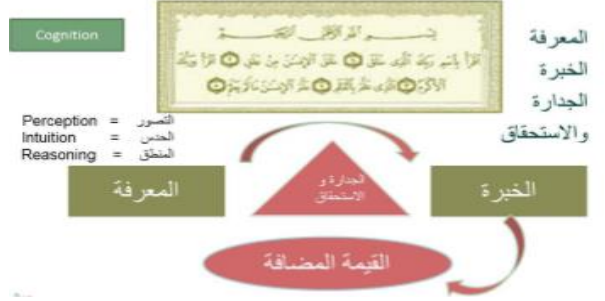 Cognition
بسم الله الرحمن الرحيم
اقرأ باسم ربك الذي خلق ۝ خلق الإنسن من علق ۝ اقرأ وربك
الأكرم ۝ الذي علم بالقلم ۝ علم الإنسن ما لم يعلم ۝
المعرفة
الخبرة
الجدارة
والاستحقاق
Perception = التصور
Intuition = الحدس
Reasoning = المنطق
المعرفة
الجدارة و
الاستحقاق
الخبرة
القيمة المضافة